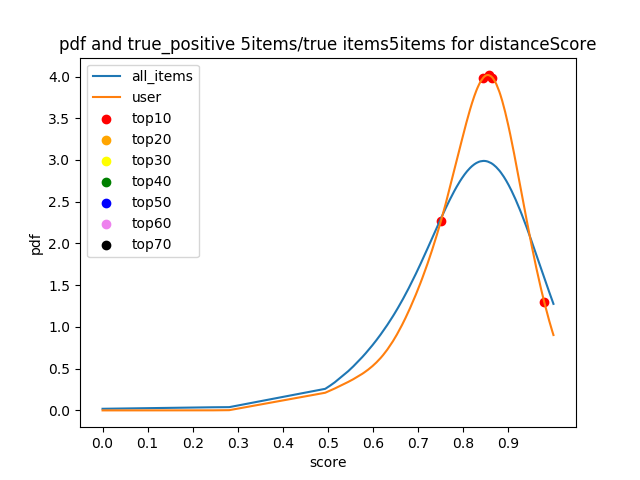 pdf and true_positive 5items/true items5items for distanceScore
all_items
user
top10
top20
top30
top40
top50
top60
top70
pdf
4.0
3.5
3.0
2.5
2.0
1.5
1.0
0.5
0.0
0.0 0.1 0.2 0.3 0.4 0.5 0.6 0.7 0.8 0.9
score